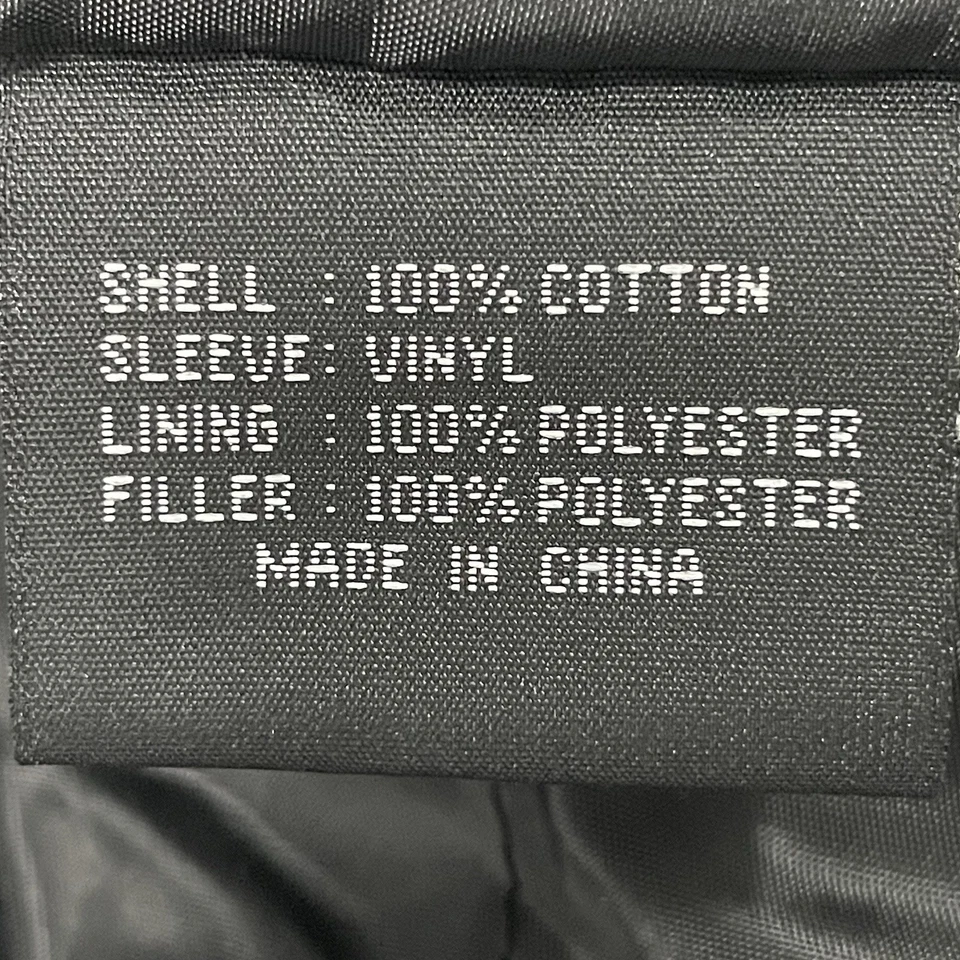 SHELL : 100% COTTON
SLEEVE: VINYL
LINING : 100% POLYESTER
FILLER : 100% POLYESTER
MADE IN CHINA